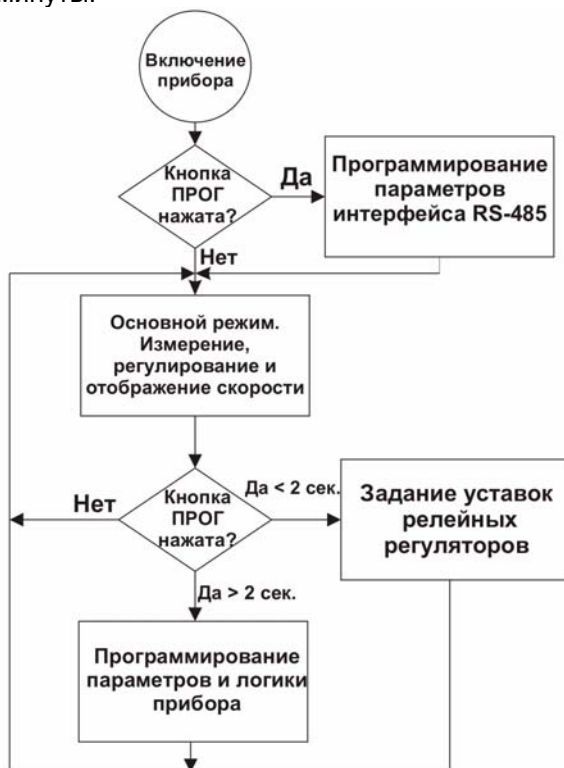 минуты.
Включение
прибора
Кнопка
ПРОГ
нажата?
Да
Программирование
параметров
интерфейса RS-485
Нет
Основной режим.
Измерение,
регулирование и
отображение скорости
Нет
Кнопка
ПРОГ
нажата?
Да < 2 сек.
Задание уставок
релейных
регуляторов
Да > 2 сек.
Программирование
параметров и логики
прибора